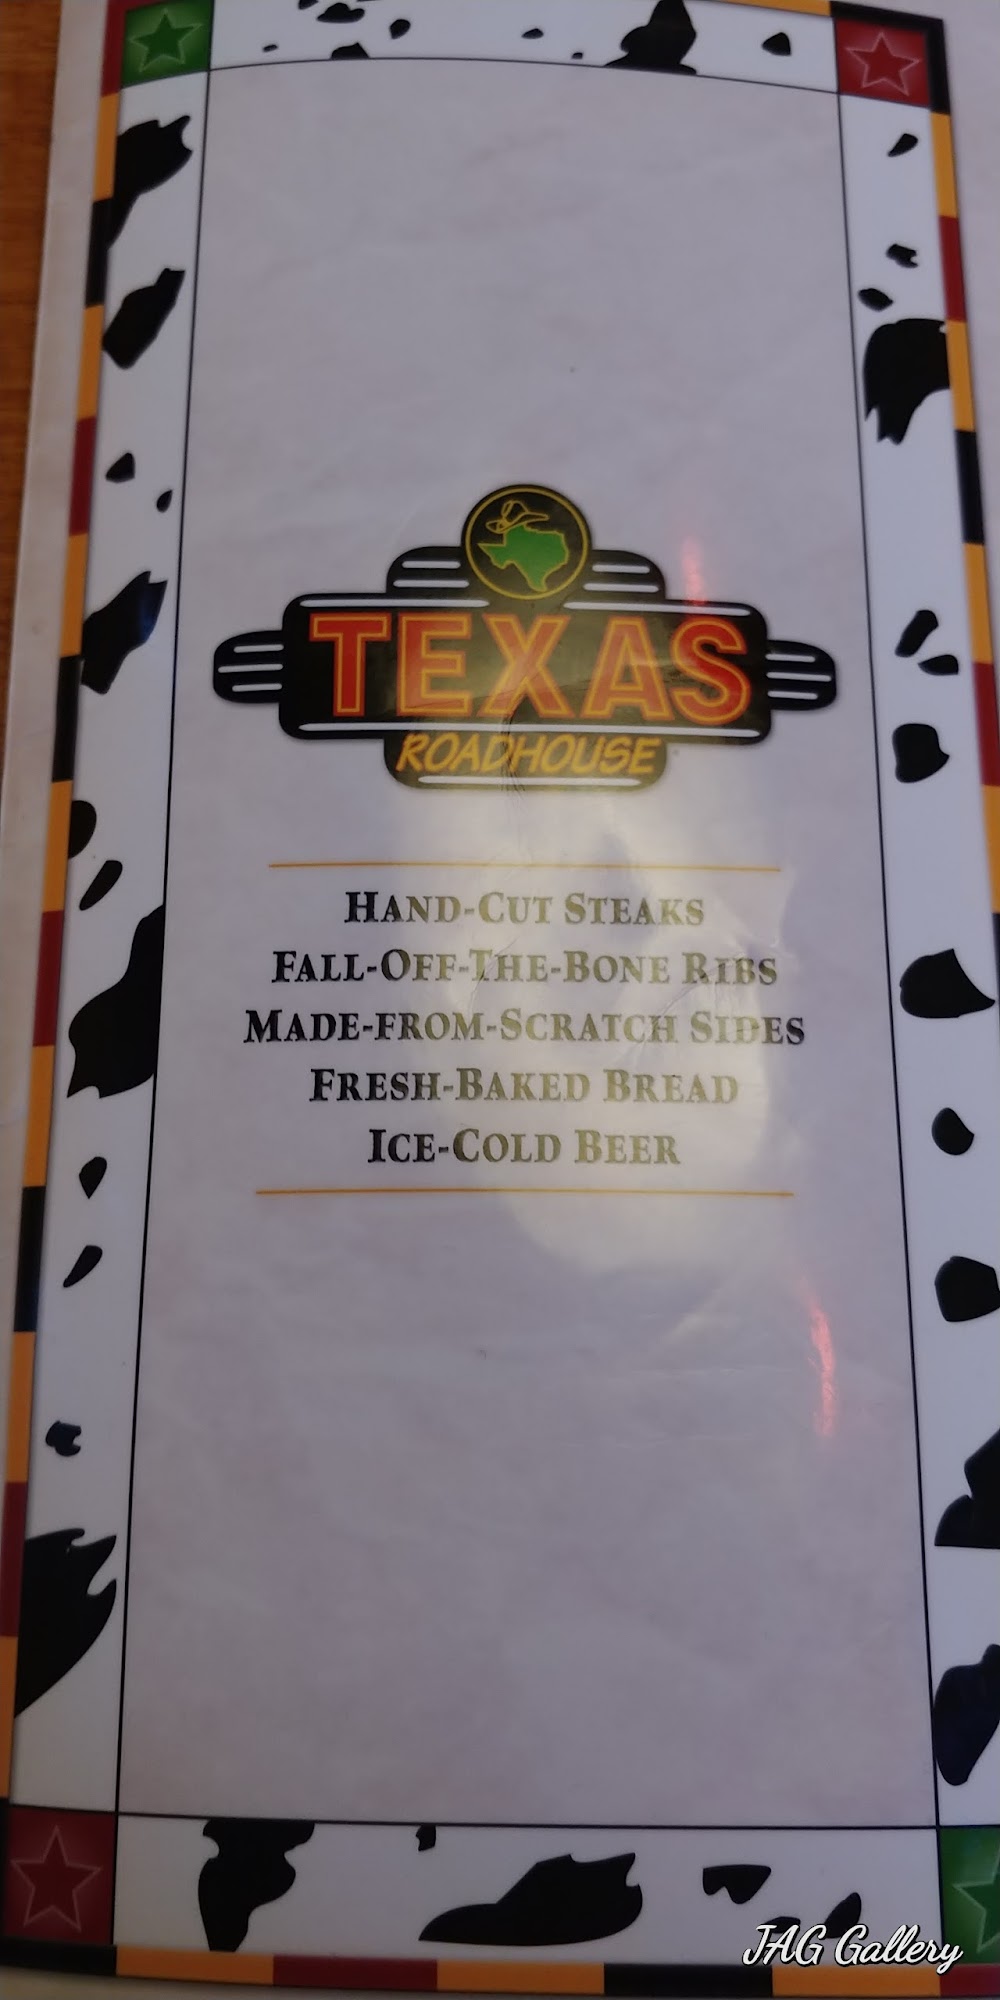 TEXAS
ROADHOUSE
HAND-CUT STEAKS
FALL-OFF-THE-BONE RIBS
MADE-FROM-SCRATCH SIDES
FRESH-BAKED BREAD
ICE-COLD BEER
JAG Gallery